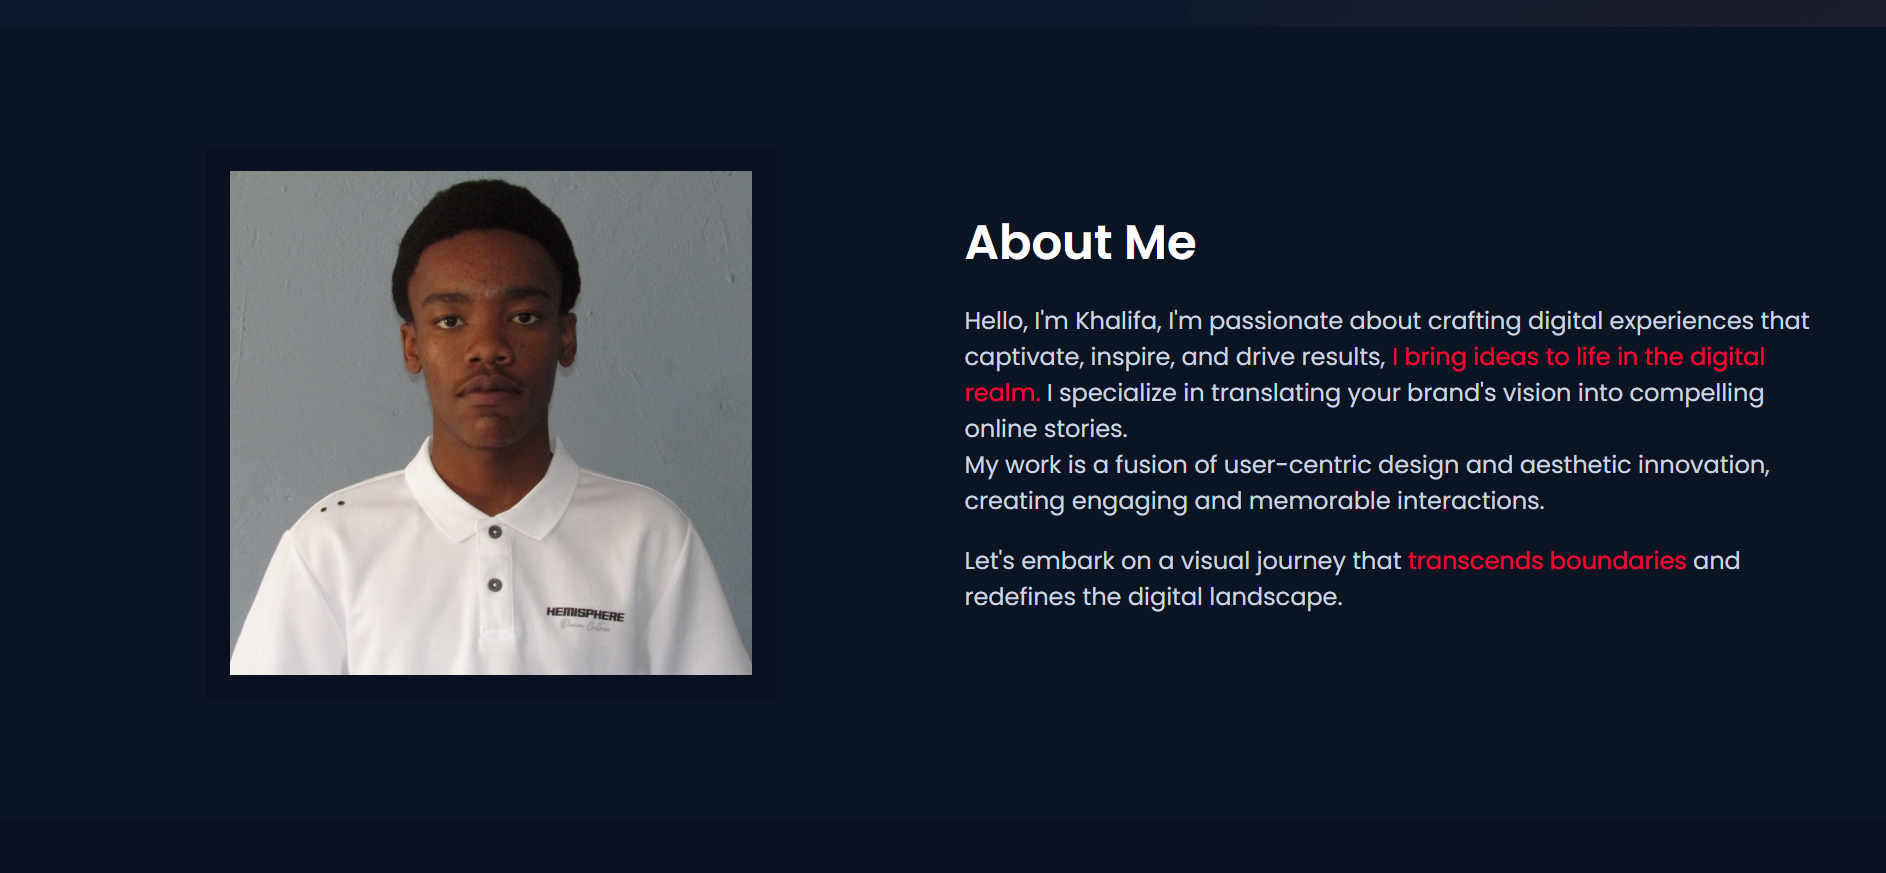 About Me
Hello, I'm Khalifa, I'm passionate about crafting digital experiences that
captivate, inspire, and drive results, I bring ideas to life in the digital
realm. I specialize in translating your brand's vision into compelling
online stories.
My work is a fusion of user-centric design and aesthetic innovation,
creating engaging and memorable interactions.
Let's embark on a visual journey that transcends boundaries and
redefines the digital landscape.
HEMISPHERE